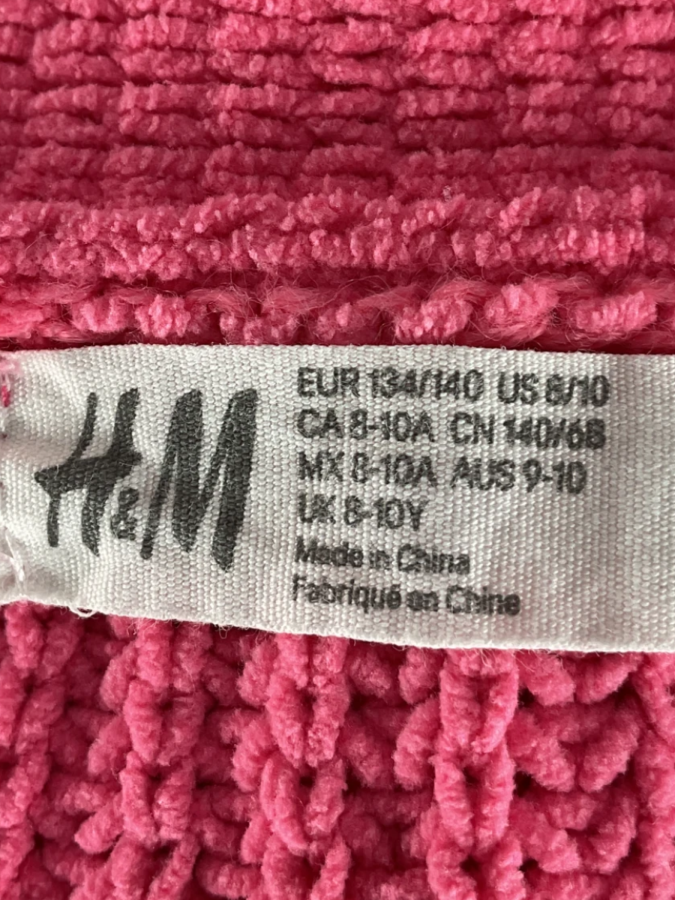 H&M
EUR 134/140 US 8/10
CA 8-10A CN 140/68
MX 8-10A AUS 9-10
UK 8-10Y
Made in China
Fabriqué en Chine